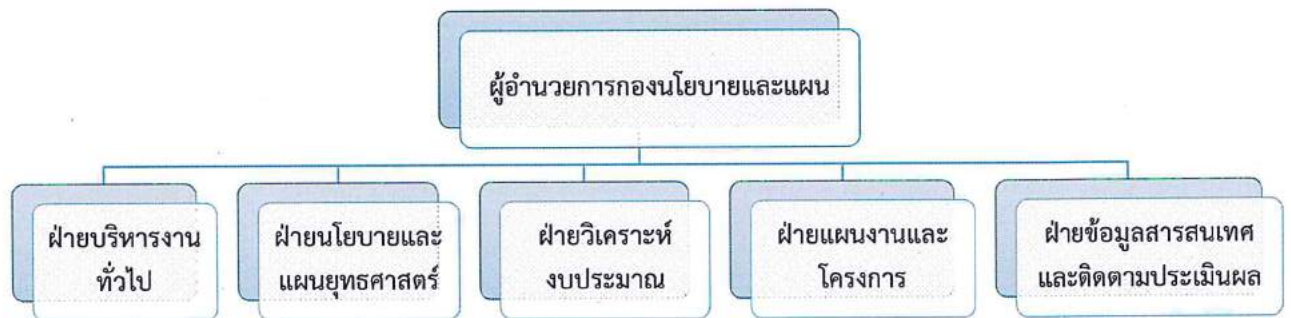 ผู้อำนวยการกองนโยบายและแผน
ฝ่ายบริหารงาน
ทั่วไป
ฝ่ายนโยบายและ
แผนยุทธศาสตร์
ฝ่ายวิเคราะห์
งบประมาณ
ฝ่ายแผนงานและ
โครงการ
ฝ่ายข้อมูลสารสนเทศ
และติดตามประเมินผล